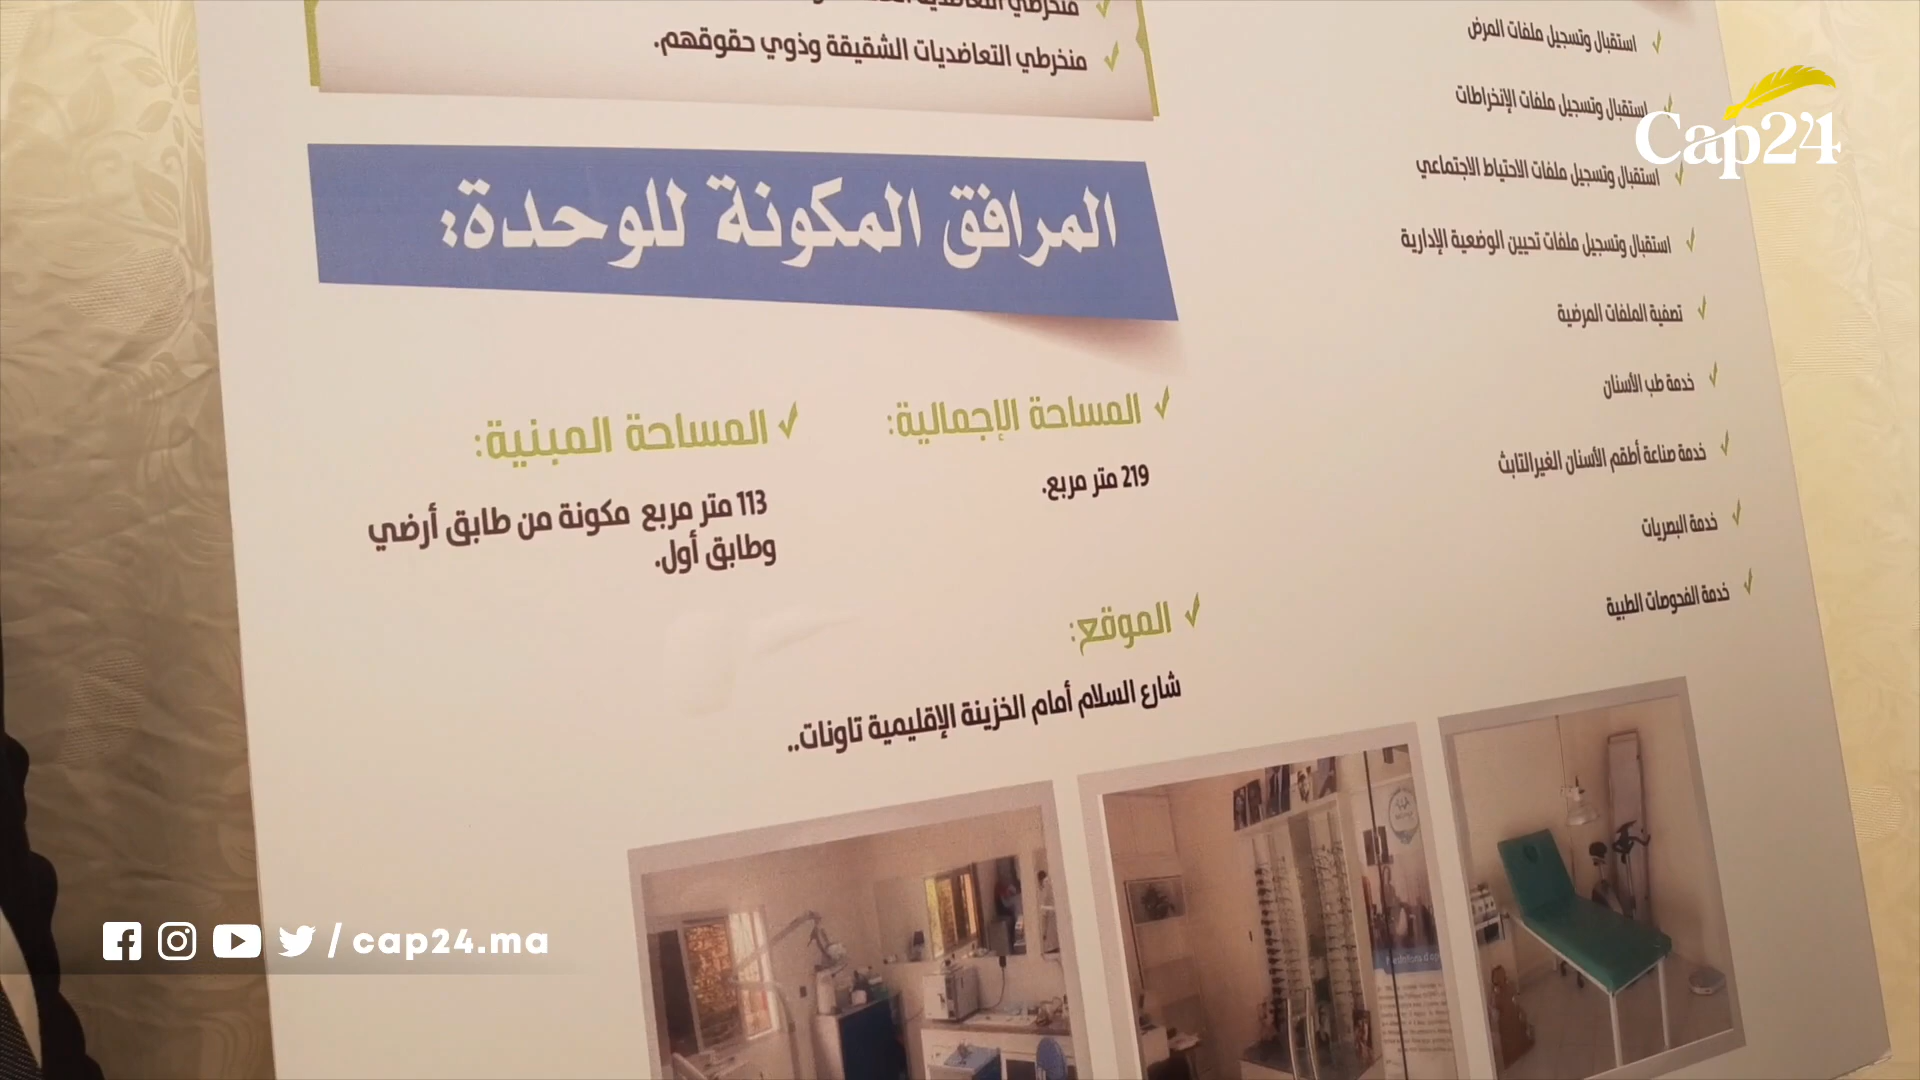 استقبال وتسجيل ملفات المرض
استقبال وتسجيل ملفات الإنخراطات
استقبال وتسجيل ملفات الاحتياط الاجتماعي
استقبال وتسجيل ملفات تحيين الوضعية الإدارية
تصفية الملفات المرضية
خدمة طب الأسنان
خدمة صناعة أطقم الأسنان الغيرالتابث
خدمة البصريات
خدمة الفحوصات الطبية
منخرطي
منخرطي التعاضديات الشقيقة وذوي حقوقهم.
المرافق المكونة للوحدة:
المساحة الإجمالية:
219 متر مربع.
المساحة المبنية:
113 متر مربع مكونة من طابق أرضي
وطابق أول.
الموقع:
شارع السلام أمام الخزينة الإقليمية تاونات..
Cap24
/ cap24.ma